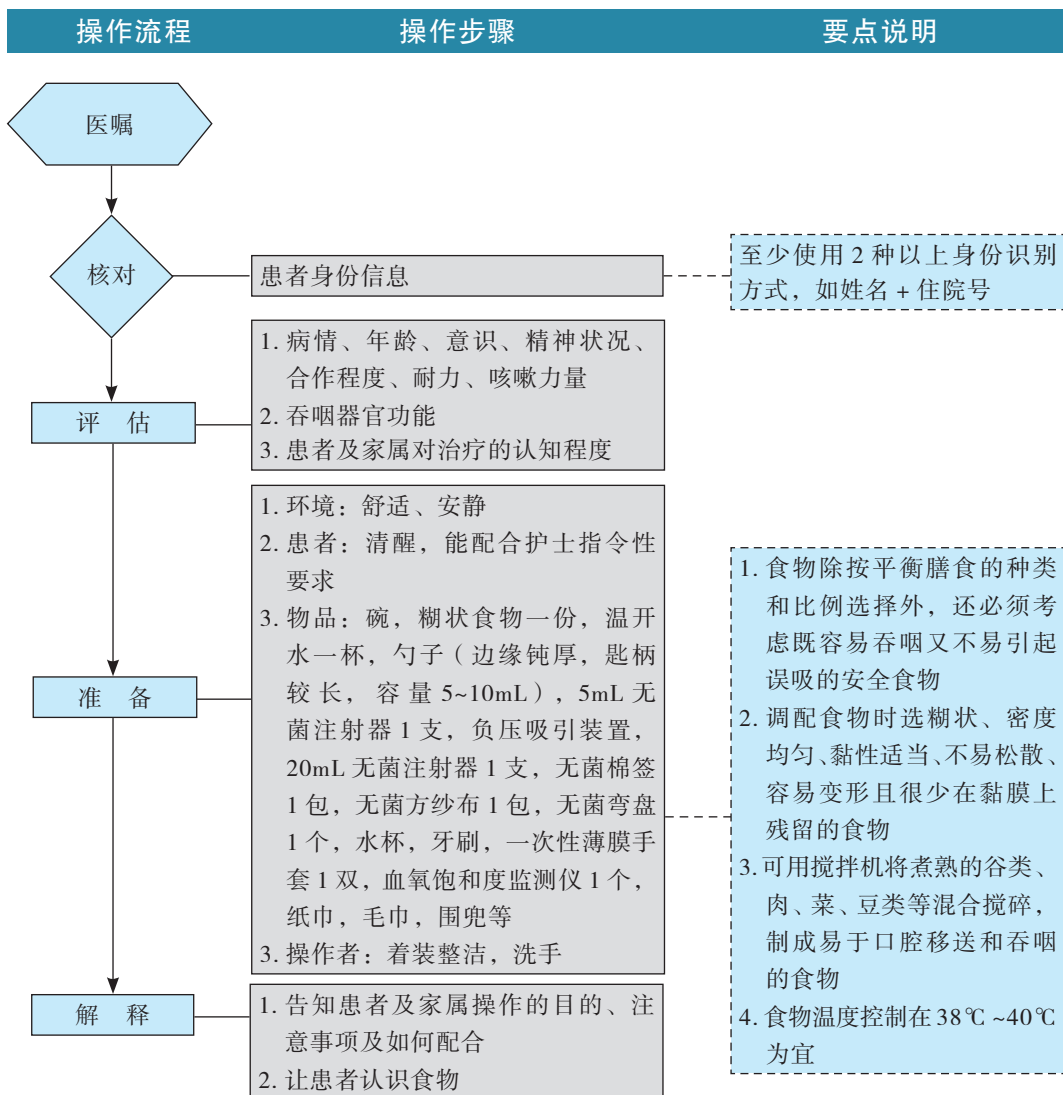 操作流程 操作步骤 要点说明
医嘱
核对
患者身份信息
至少使用 2 种以上身份识别
方式，如姓名 + 住院号
评 估
1. 病情、年龄、意识、精神状况、
合作程度、耐力、咳嗽力量
2. 吞咽器官功能
3. 患者及家属对治疗的认知程度
准 备
1. 环境：舒适、安静
2. 患者：清醒，能配合护士指令性
要求
3. 物品：碗，糊状食物一份，温开
水一杯，勺子（边缘钝厚，匙柄
较长，容量 5~10mL），5mL 无
菌注射器 1 支，负压吸引装置，
20mL 无菌注射器 1 支，无菌棉签
1 包，无菌方纱布 1 包，无菌弯盘
1 个，水杯，牙刷，一次性薄膜手
套 1 双，血氧饱和度监测仪 1 个，
纸巾，毛巾，围兜等
3. 操作者：着装整洁，洗手
1. 食物除按平衡膳食的种类
和比例选择外，还必须考
虑既容易吞咽又不易引起
误吸的安全食物
2. 调配食物时选糊状、密度
均匀、黏性适当、不易松散、
容易变形且很少在黏膜上
残留的食物
3. 可用搅拌机将煮熟的谷类、
肉、菜、豆类等混合搅碎，
制成易于口腔移送和吞咽
的食物
4. 食物温度控制在 38℃ ~40℃
为宜
解 释
1. 告知患者及家属操作的目的、注
意事项及如何配合
2. 让患者认识食物